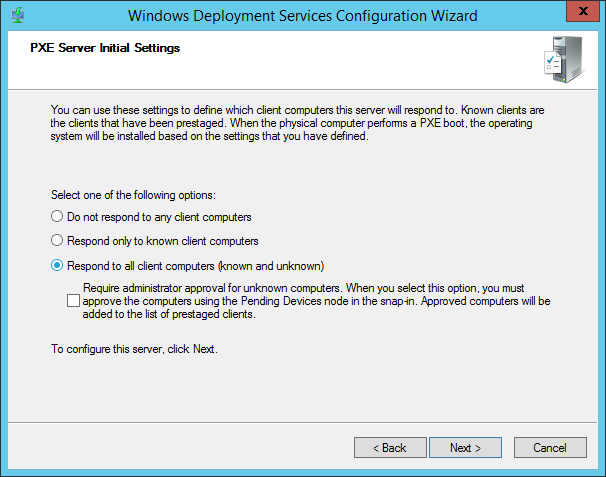 Windows Deployment Services Configuration Wizard
x
PXE Server Initial Settings
You can use these settings to define which client computers this server will respond to. Known clients are
the clients that have been prestaged. When the physical computer performs a PXE boot, the operating
system will be installed based on the settings that you have defined.
Select one of the following options:
Do not respond to any client computers
Respond only to known client computers
Respond to all client computers (known and unknown)
Require administrator approval for unknown computers. When you select this option, you must
approve the computers using the Pending Devices node in the snap-in. Approved computers will be
added to the list of prestaged clients.
To configure this server, click Next.
< Back
Next >
Cancel